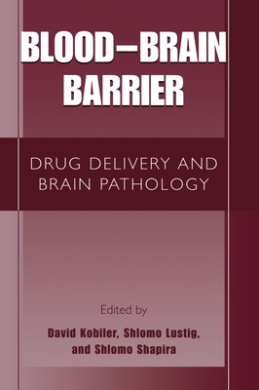 BLOOD–BRAIN
BARRIER
DRUG DELIVERY AND
BRAIN PATHOLOGY
Edited by
David Kobiler, Shlomo Lustig,
and Shlomo Shapira